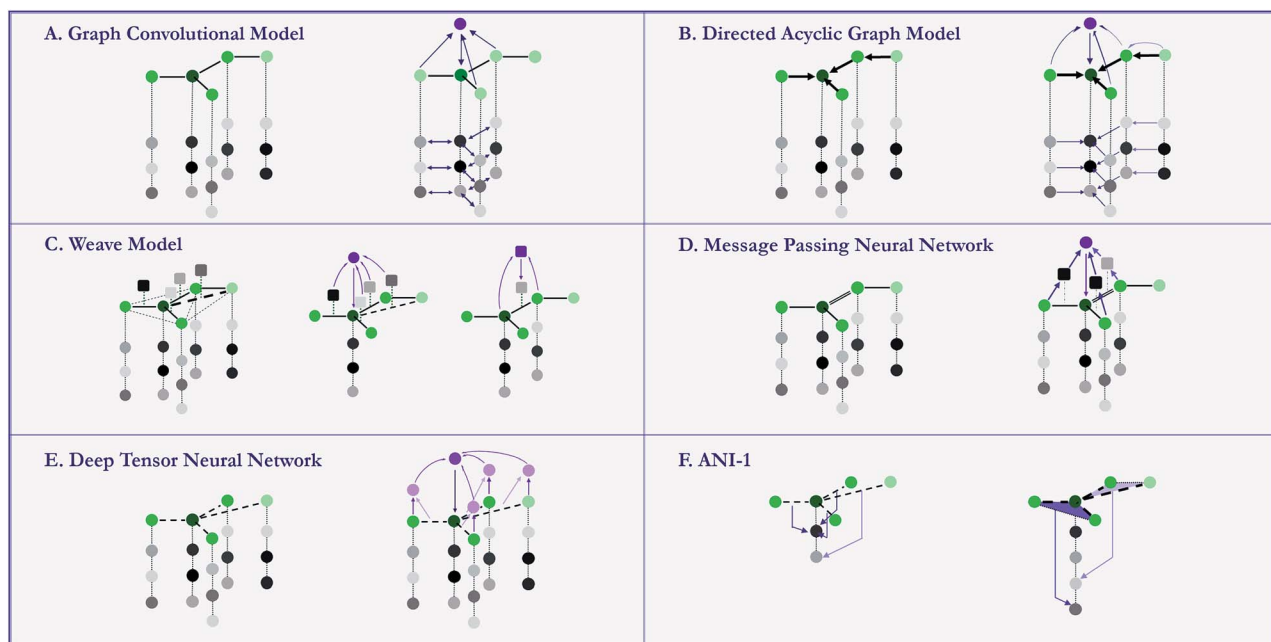 A. Graph Convolutional Model
B. Directed Acyclic Graph Model
C. Weave Model
D. Message Passing Neural Network
E. Deep Tensor Neural Network
F. ANI-1